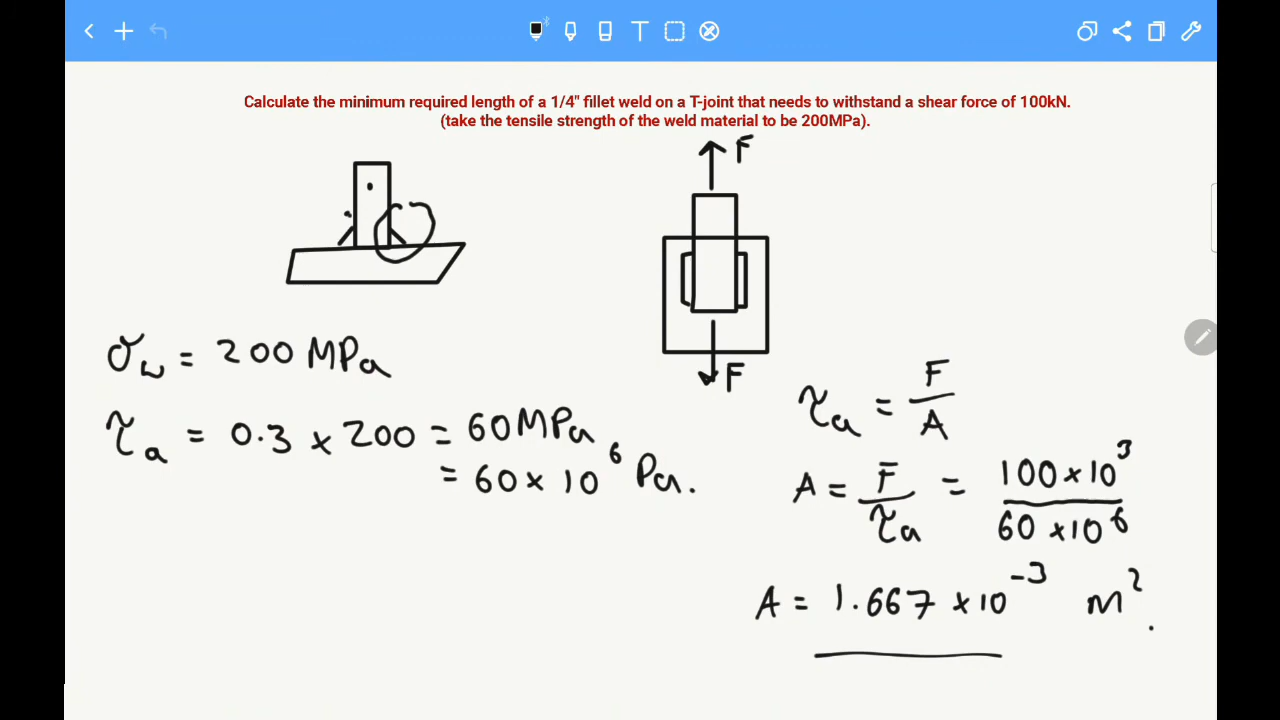 T
Calculate the minimum required length of a 1/4" fillet weld on a T-joint that needs to withstand a shear force of 100kN.
(take the tensile strength of the weld material to be 200MPa).
F
F
σw = 200 MPa
τa = 0.3 × 200 = 60 MPa
= 60 × 10⁶ Pa.
τa = F/A
A = F/τa = 100×10³/60×10⁶
A = 1.667 ×10⁻³ m².